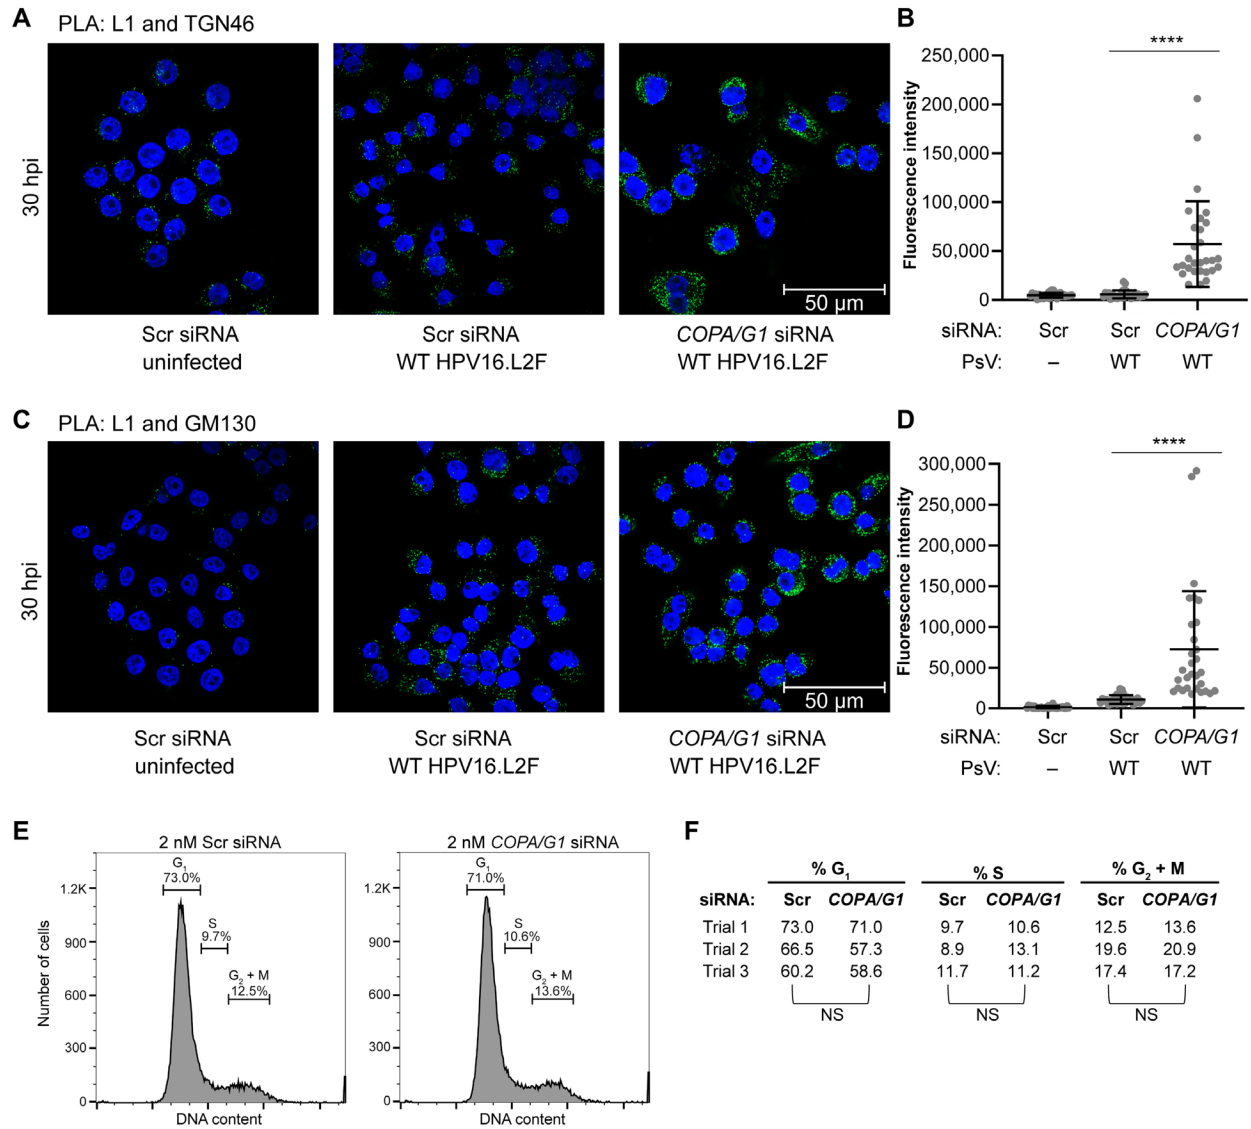 A PLA: L1 and TGN46
30 hpi
50 µm
Scr siRNA
uninfected
Scr siRNA
WT HPV16.L2F
COPA/G1 siRNA
WT HPV16.L2F
B
****
Fluorescence intensity
250,000
200,000
150,000
100,000
50,000
0
siRNA: Scr Scr COPA/G1
PsV: – WT WT
C PLA: L1 and GM130
30 hpi
50 µm
Scr siRNA
uninfected
Scr siRNA
WT HPV16.L2F
COPA/G1 siRNA
WT HPV16.L2F
D
****
Fluorescence intensity
300,000
250,000
200,000
150,000
100,000
50,000
0
siRNA: Scr Scr COPA/G1
PsV: – WT WT
E
2 nM Scr siRNA
Number of cells
1.2K
900
600
300
0
G1
73.0%
S
9.7%
G2 + M
12.5%
DNA content
2 nM COPA/G1 siRNA
1.2K
900
600
300
0
G1
71.0%
S
10.6%
G2 + M
13.6%
DNA content
F
% G1 % S % G2 + M
siRNA: Scr COPA/G1 Scr COPA/G1 Scr COPA/G1
Trial 1 73.0 71.0 9.7 10.6 12.5 13.6
Trial 2 66.5 57.3 8.9 13.1 19.6 20.9
Trial 3 60.2 58.6 11.7 11.2 17.4 17.2
NS NS NS